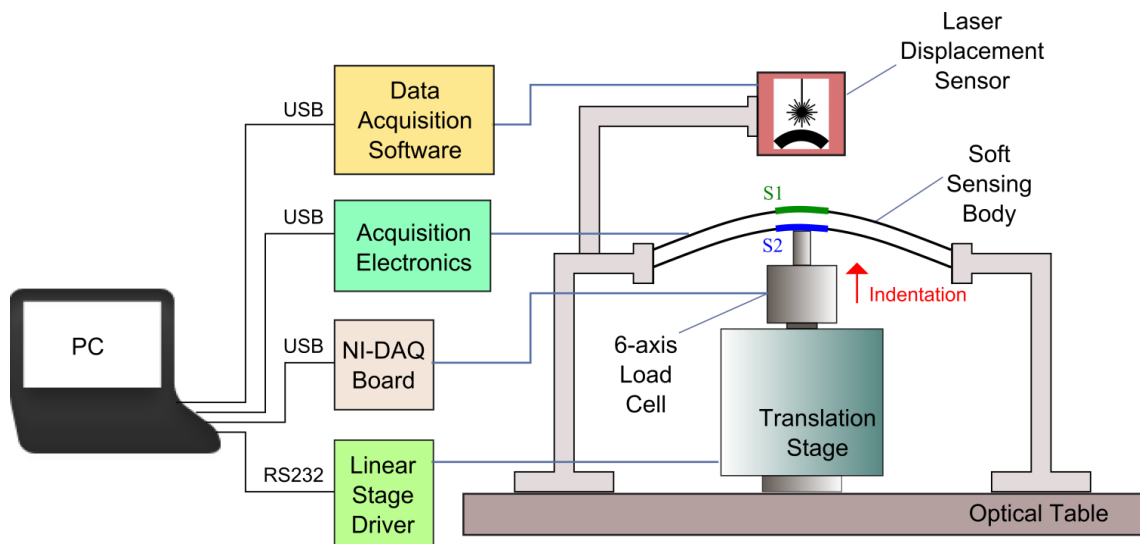 Laser
Displacement
Sensor
USB
Data
Acquisition
Software
Soft
Sensing
Body
S1
S2
USB
Acquisition
Electronics
Indentation
PC
USB
NI-DAQ
Board
6-axis
Load
Cell
Translation
Stage
RS232
Linear
Stage
Driver
Optical Table